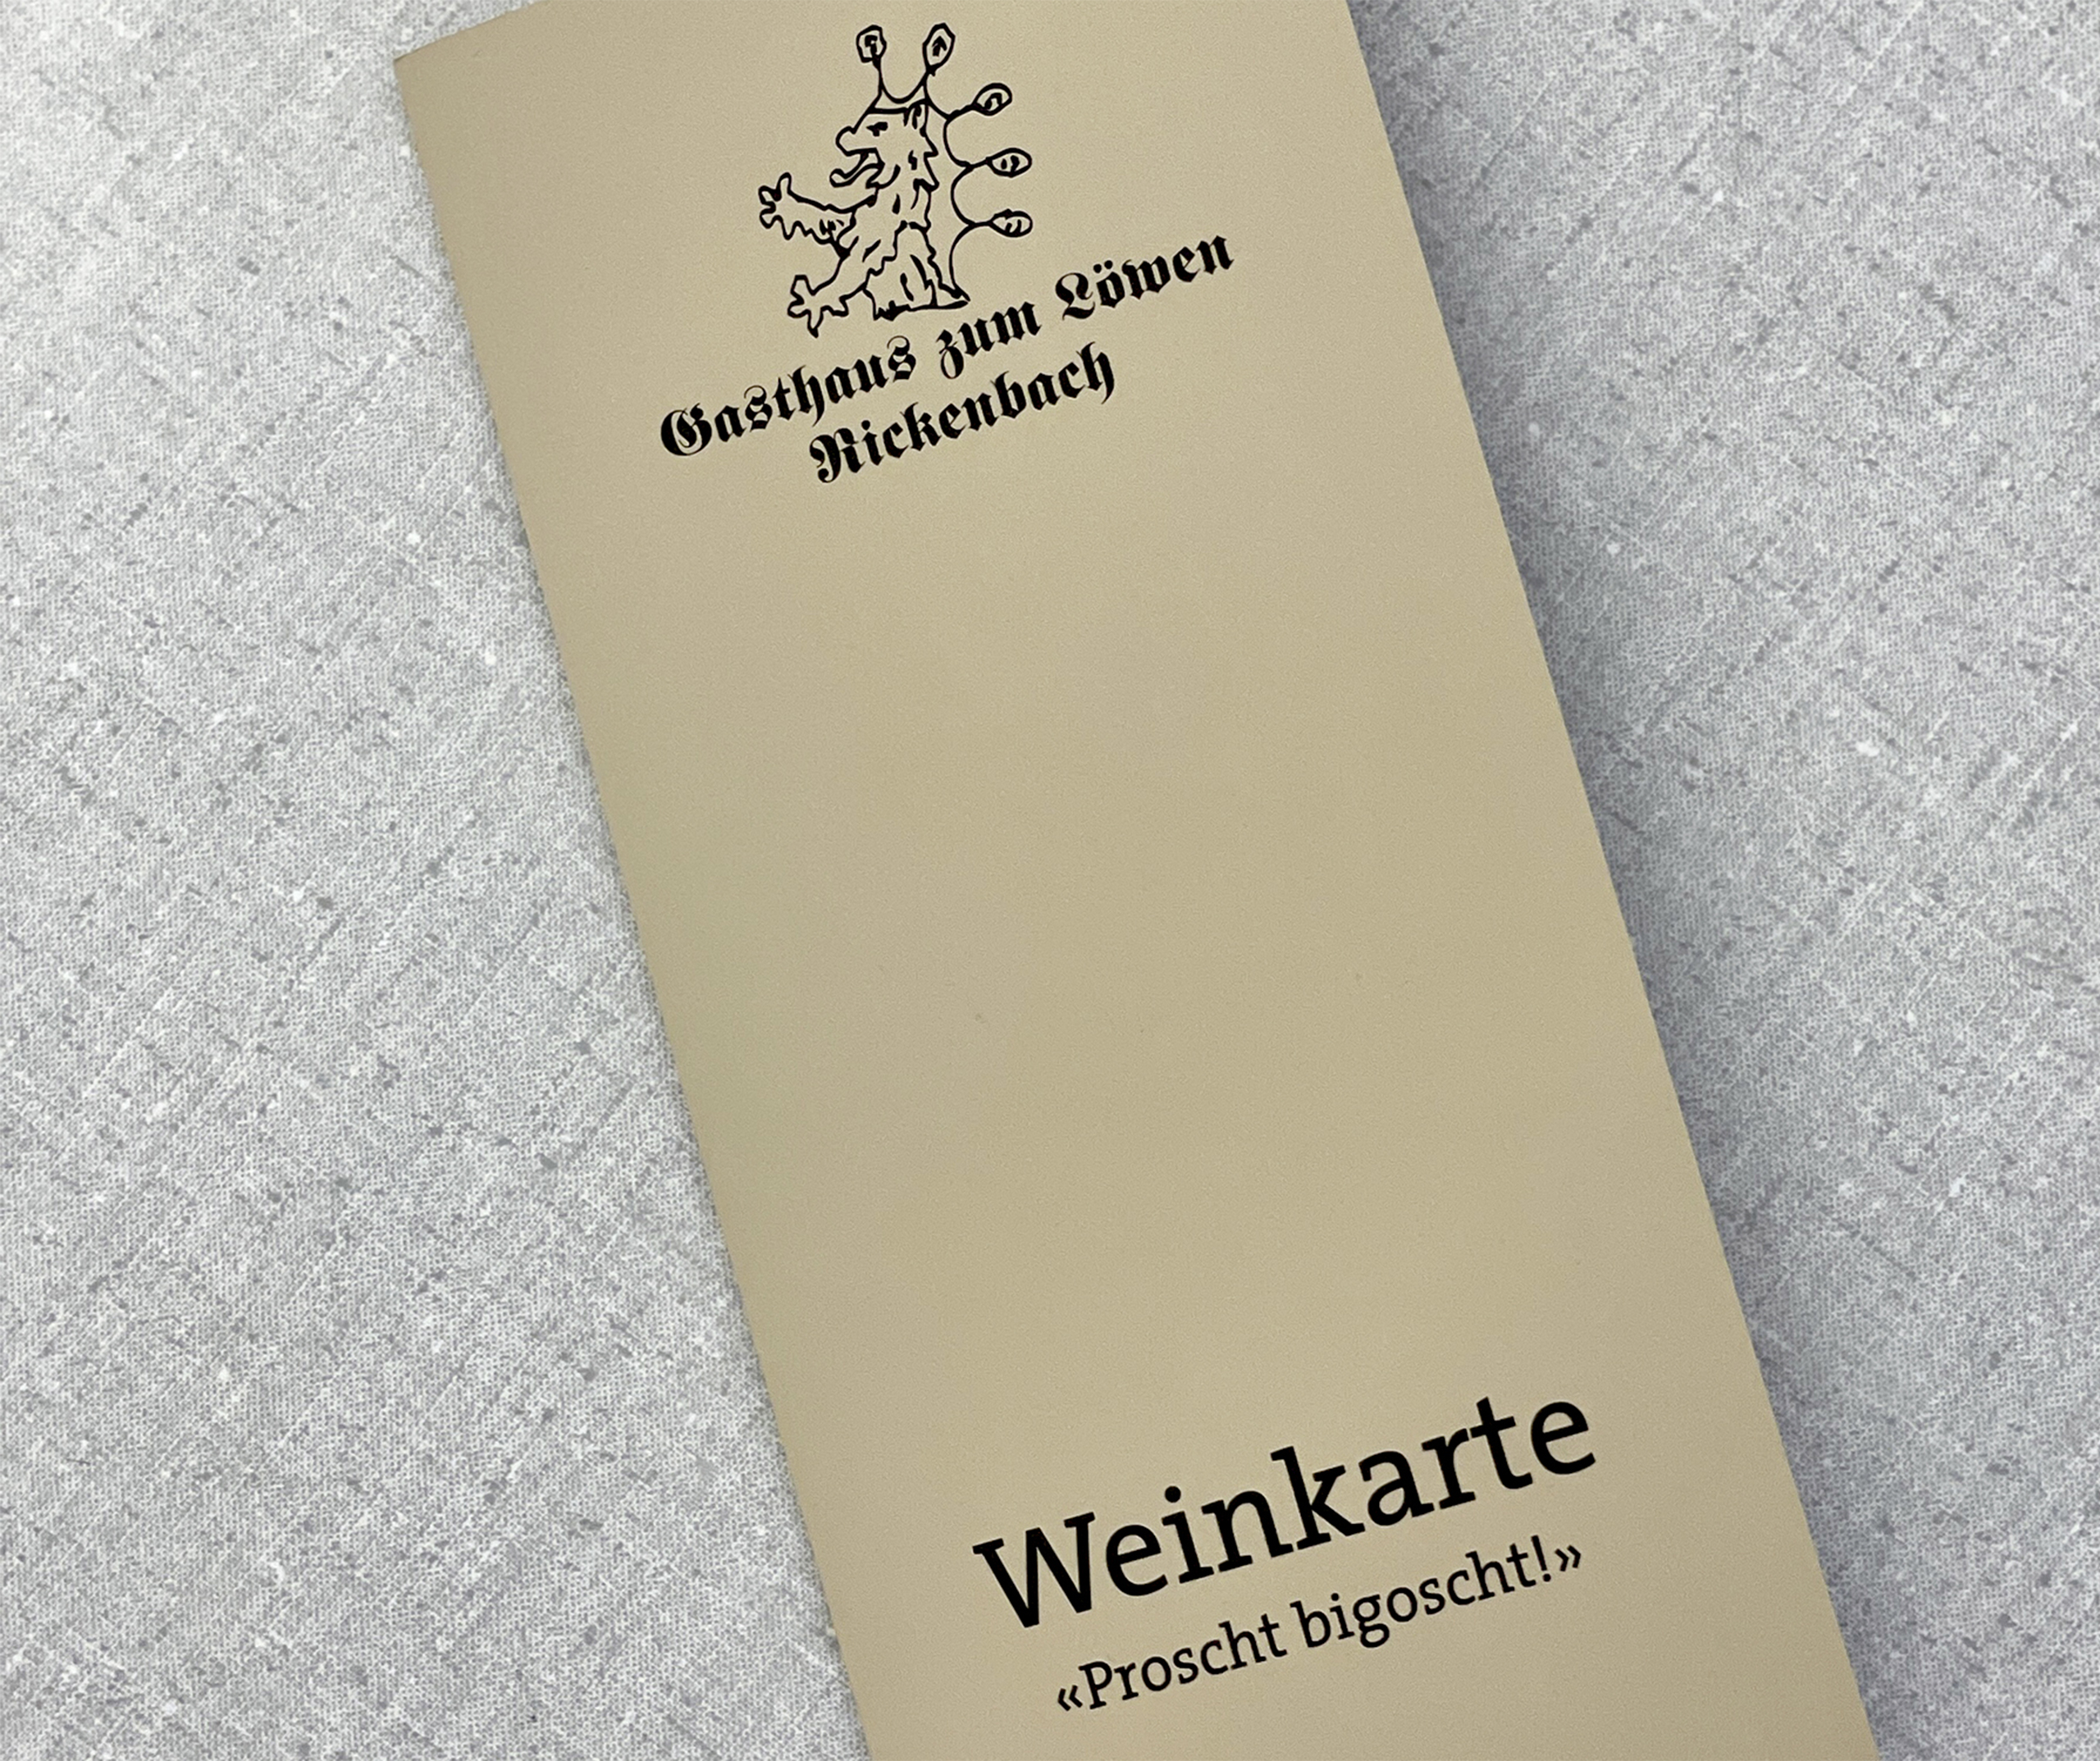 Gasthaus zum Löwen
Rickenbach
Weinkarte
«Proscht bigoscht!»